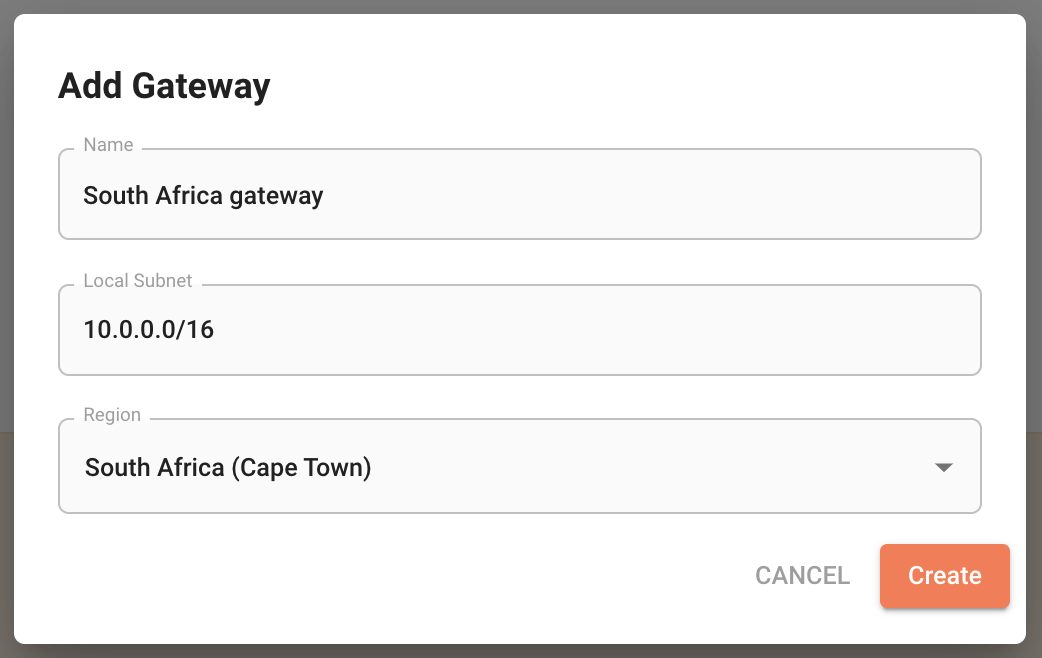 Add Gateway
Name
South Africa gateway
Local Subnet
10.0.0.0/16
Region
South Africa (Cape Town)
CANCEL
Create